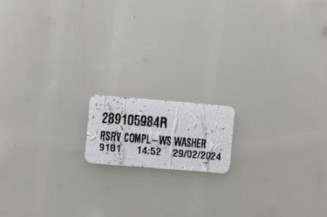 289105984R
RSRV COMPL-WS WASHER
9181 14:52 29/02/2024